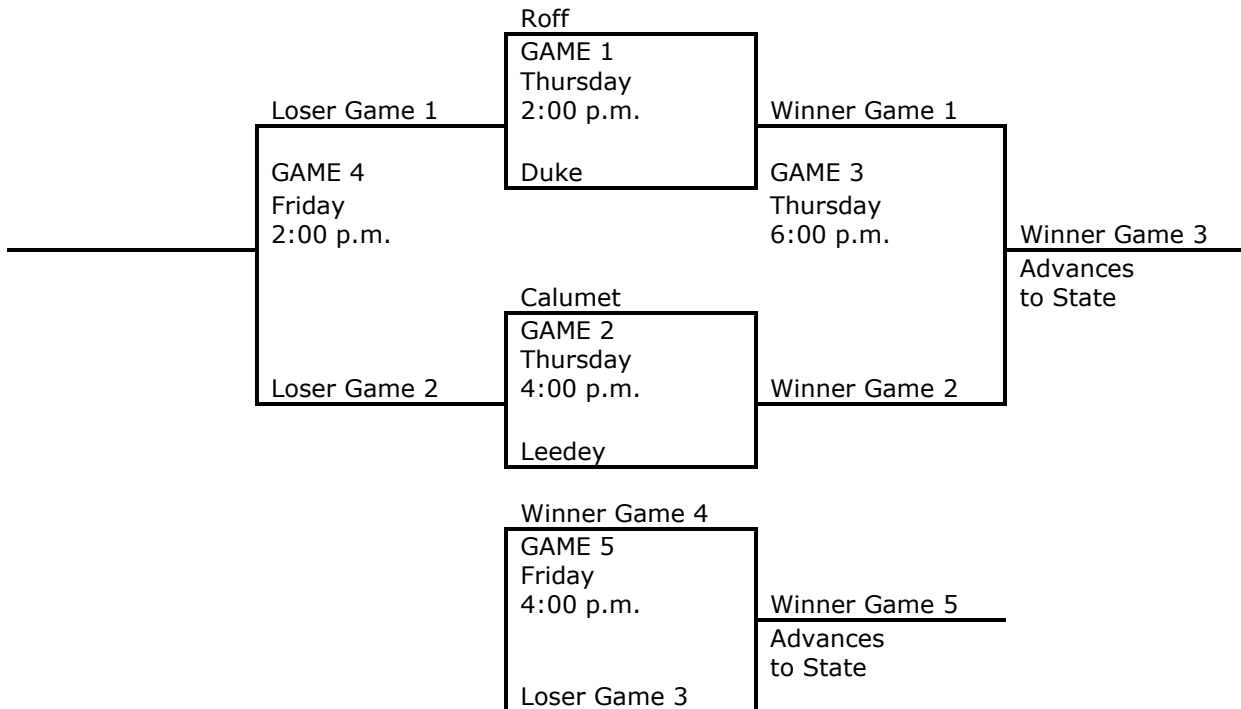 Roff
GAME 1
Thursday
Loser Game 1
2:00 p.m.
Winner Game 1
GAME 4
Duke
GAME 3
Friday
Thursday
2:00 p.m.
6:00 p.m.
Winner Game 3
Advances
to State
Calumet
GAME 2
Thursday
Loser Game 2
4:00 p.m.
Winner Game 2
Leedey
Winner Game 4
GAME 5
Friday
4:00 p.m.
Winner Game 5
Advances
to State
Loser Game 3